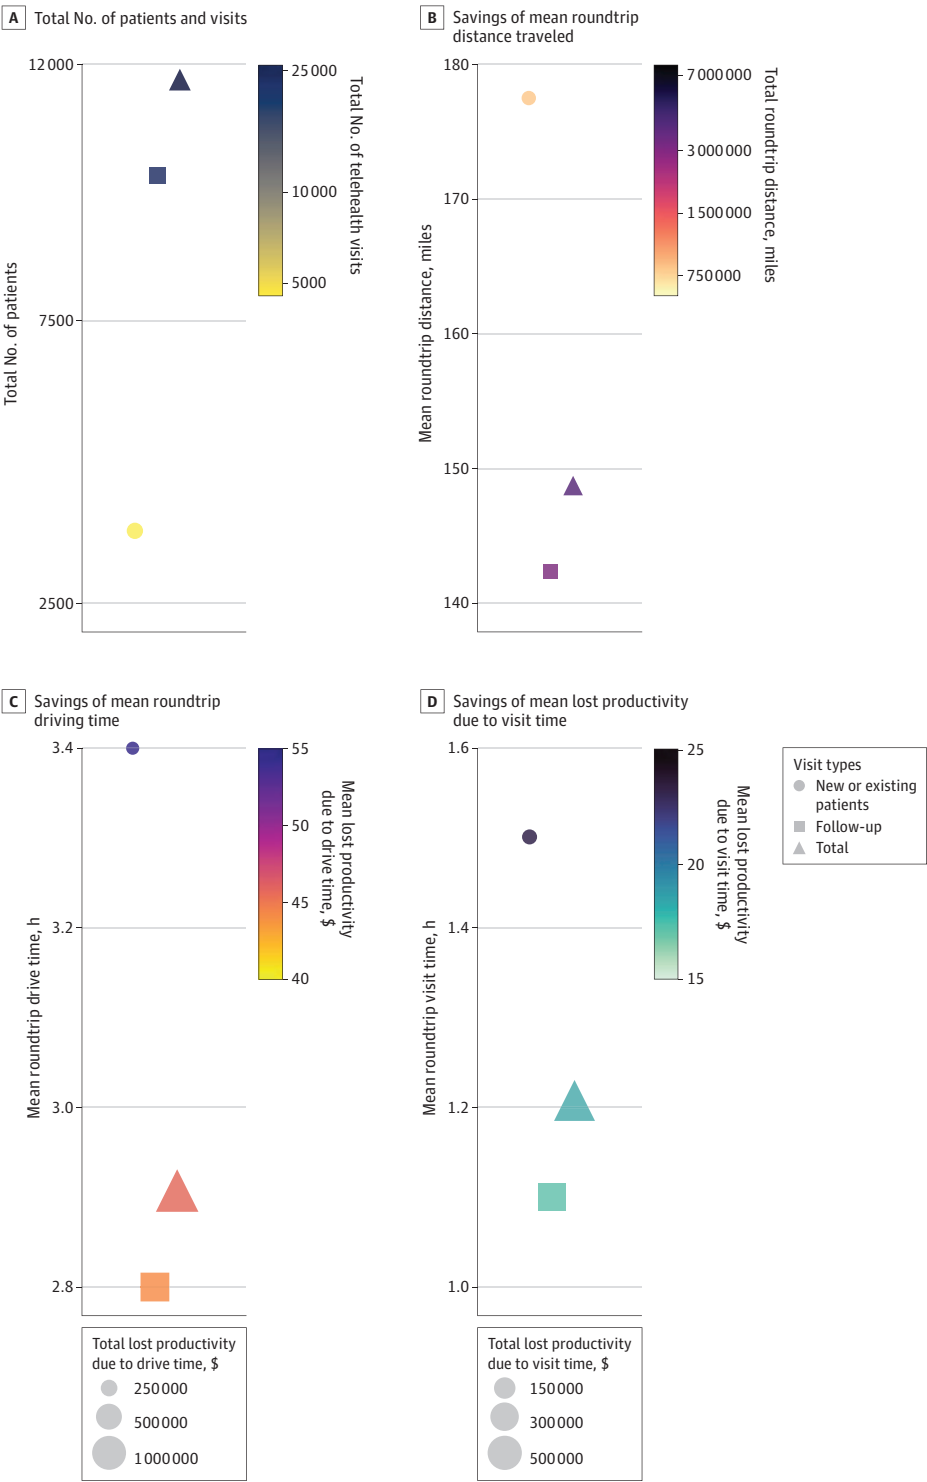 A Total No. of patients and visits
12 000
7500
2500
Total No. of patients
25 000
10 000
5000
Total No. of telehealth visits
B Savings of mean roundtrip
distance traveled
180
170
160
150
140
Mean roundtrip distance, miles
7 000 000
3 000 000
1 500 000
750 000
Total roundtrip distance, miles
C Savings of mean roundtrip
driving time
3.4
3.2
3.0
2.8
Mean roundtrip drive time, h
55
50
45
40
Mean lost productivity
due to drive time, $
Total lost productivity
due to drive time, $
250 000
500 000
1 000 000
D Savings of mean lost productivity
due to visit time
1.6
1.4
1.2
1.0
Mean roundtrip visit time, h
25
20
15
Mean lost productivity
due to visit time, $
Total lost productivity
due to visit time, $
150 000
300 000
500 000
Visit types
New or existing
patients
Follow-up
Total